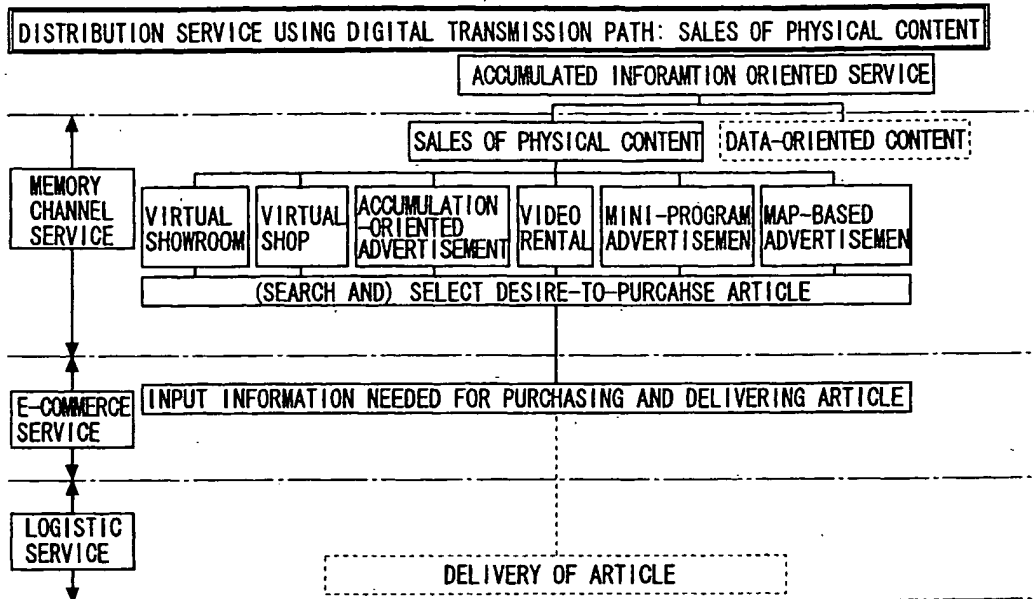 DISTRIBUTION SERVICE USING DIGITAL TRANSMISSION PATH: SALES OF PHYSICAL CONTENT
ACCUMULATED INFORAMTION ORIENTED SERVICE
SALES OF PHYSICAL CONTENT
DATA-ORIENTED CONTENT
MEMORY
CHANNEL
SERVICE
VIRTUAL
SHOWROOM
VIRTUAL
SHOP
ACCUMULATION
-ORIENTED
ADVERTISEMENT
VIDEO
RENTAL
MINI-PROGRAM
ADVERTISEMEN
MAP-BASED
ADVERTISEMEN
(SEARCH AND) SELECT DESIRE-TO-PURCAHSE ARTICLE
E-COMMERCE
SERVICE
INPUT INFORMATION NEEDED FOR PURCHASING AND DELIVERING ARTICLE
LOGISTIC
SERVICE
DELIVERY OF ARTICLE